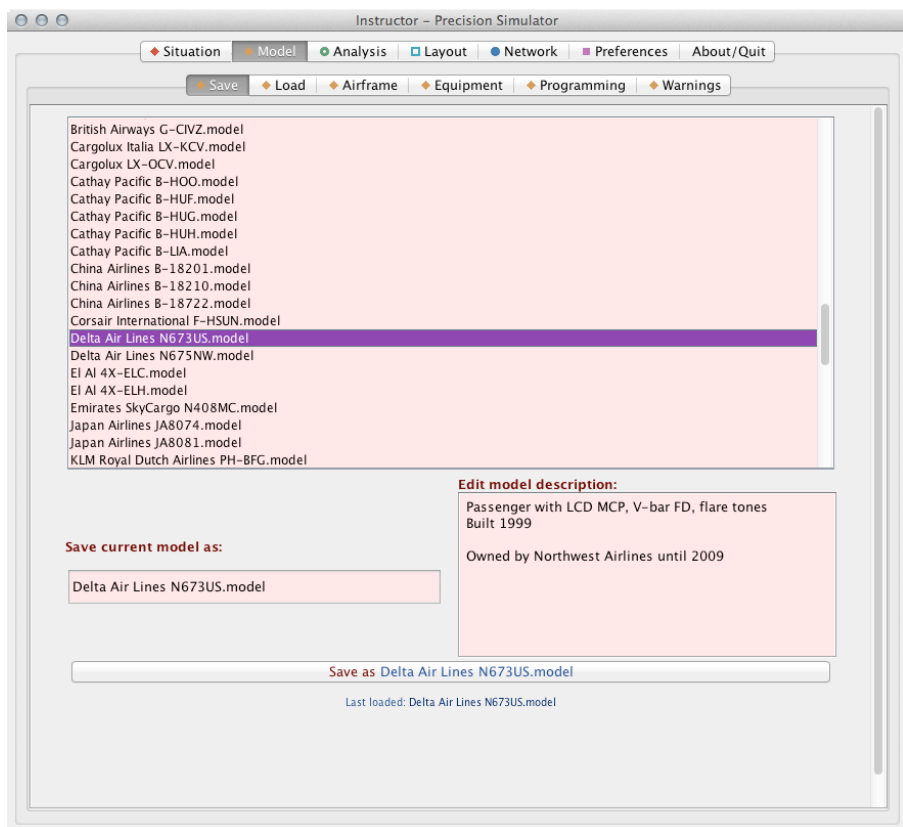 Instructor – Precision Simulator
Situation Model Analysis Layout Network Preferences About/Quit
Save Load Airframe Equipment Programming Warnings
British Airways G-CIVZ.model
Cargolux Italia LX-KCV.model
Cargolux LX-OCV.model
Cathay Pacific B-HOO.model
Cathay Pacific B-HUF.model
Cathay Pacific B-HUG.model
Cathay Pacific B-HUH.model
Cathay Pacific B-LIA.model
China Airlines B-18201.model
China Airlines B-18210.model
China Airlines B-18722.model
Corsair International F-HSUN.model
Delta Air Lines N673US.model
Delta Air Lines N675NW.model
El Al 4X-ELC.model
El Al 4X-ELH.model
Emirates SkyCargo N408MC.model
Japan Airlines JA8074.model
Japan Airlines JA8081.model
KLM Royal Dutch Airlines PH-BFG.model
Edit model description:
Passenger with LCD MCP, V-bar FD, flare tones
Built 1999
Owned by Northwest Airlines until 2009
Save current model as:
Delta Air Lines N673US.model
Save as Delta Air Lines N673US.model
Last loaded: Delta Air Lines N673US.model